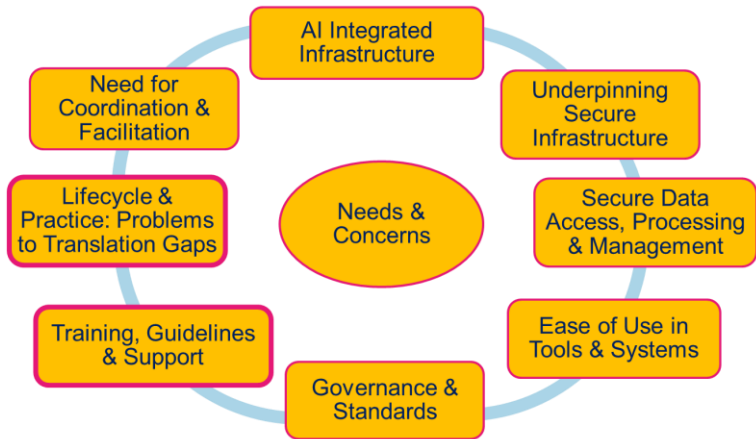 AI Integrated
Infrastructure
Underpinning
Secure
Infrastructure
Secure Data
Access, Processing
& Management
Ease of Use in
Tools & Systems
Governance &
Standards
Training, Guidelines
& Support
Lifecycle &
Practice: Problems
to Translation Gaps
Need for
Coordination &
Facilitation
Needs &
Concerns